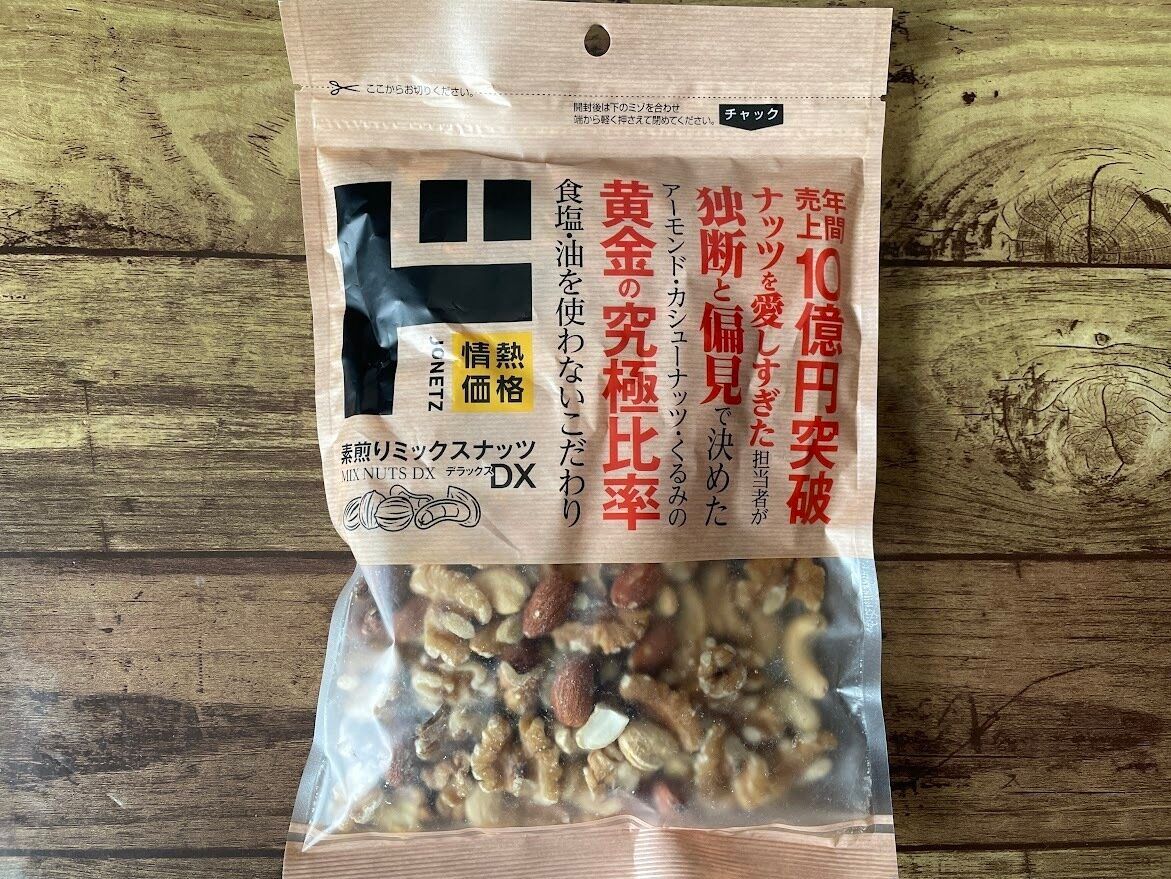 ここからお切りください。
開封後は下のミゾを合わせ
端から軽く押さえて閉めてください。
チャック
年間
売上
10億円突破
ナッツを愛しすぎた担当者が
独断と偏見で決めた
アーモンド・カシューナッツ・くるみの
黄金の究極比率
食塩・油を使わないこだわり
ド
JONETZ
情熱
価格
素煎りミックスナッツ
MIX NUTS DX デラックスDX